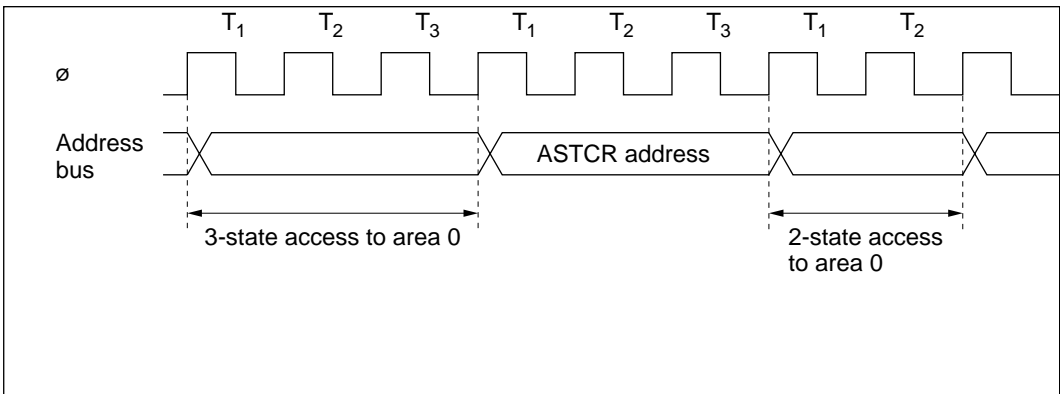 T1 T2 T3 T1 T2 T3 T1 T2
ø
Address
bus
ASTCR address
3-state access to area 0
2-state access
to area 0